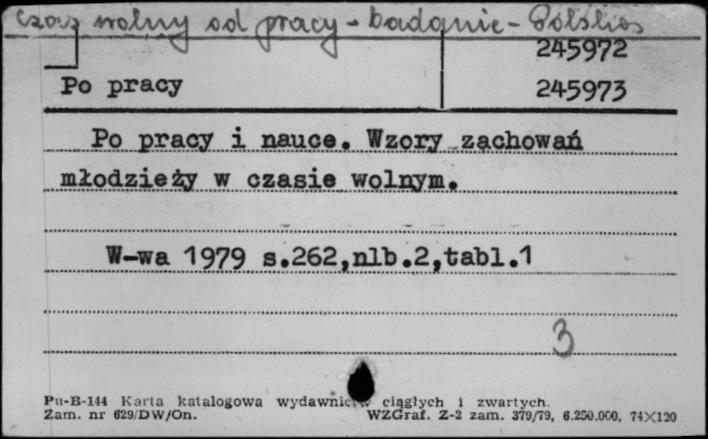 czas wolny od pracy - badanie - Polska
245972
Po pracy 245973
Po pracy i nauce. Wzory zachowań
młodzieży w czasie wolnym.
W-wa 1979 s.262,nlb.2,tabl.1
3
Pu-B-144 Karta katalogowa wydawnictw ciągłych i zwartych.
Zam. nr 629/DW/On. WZGraf. Z-2 zam. 379/79, 6.250.000, 74X120